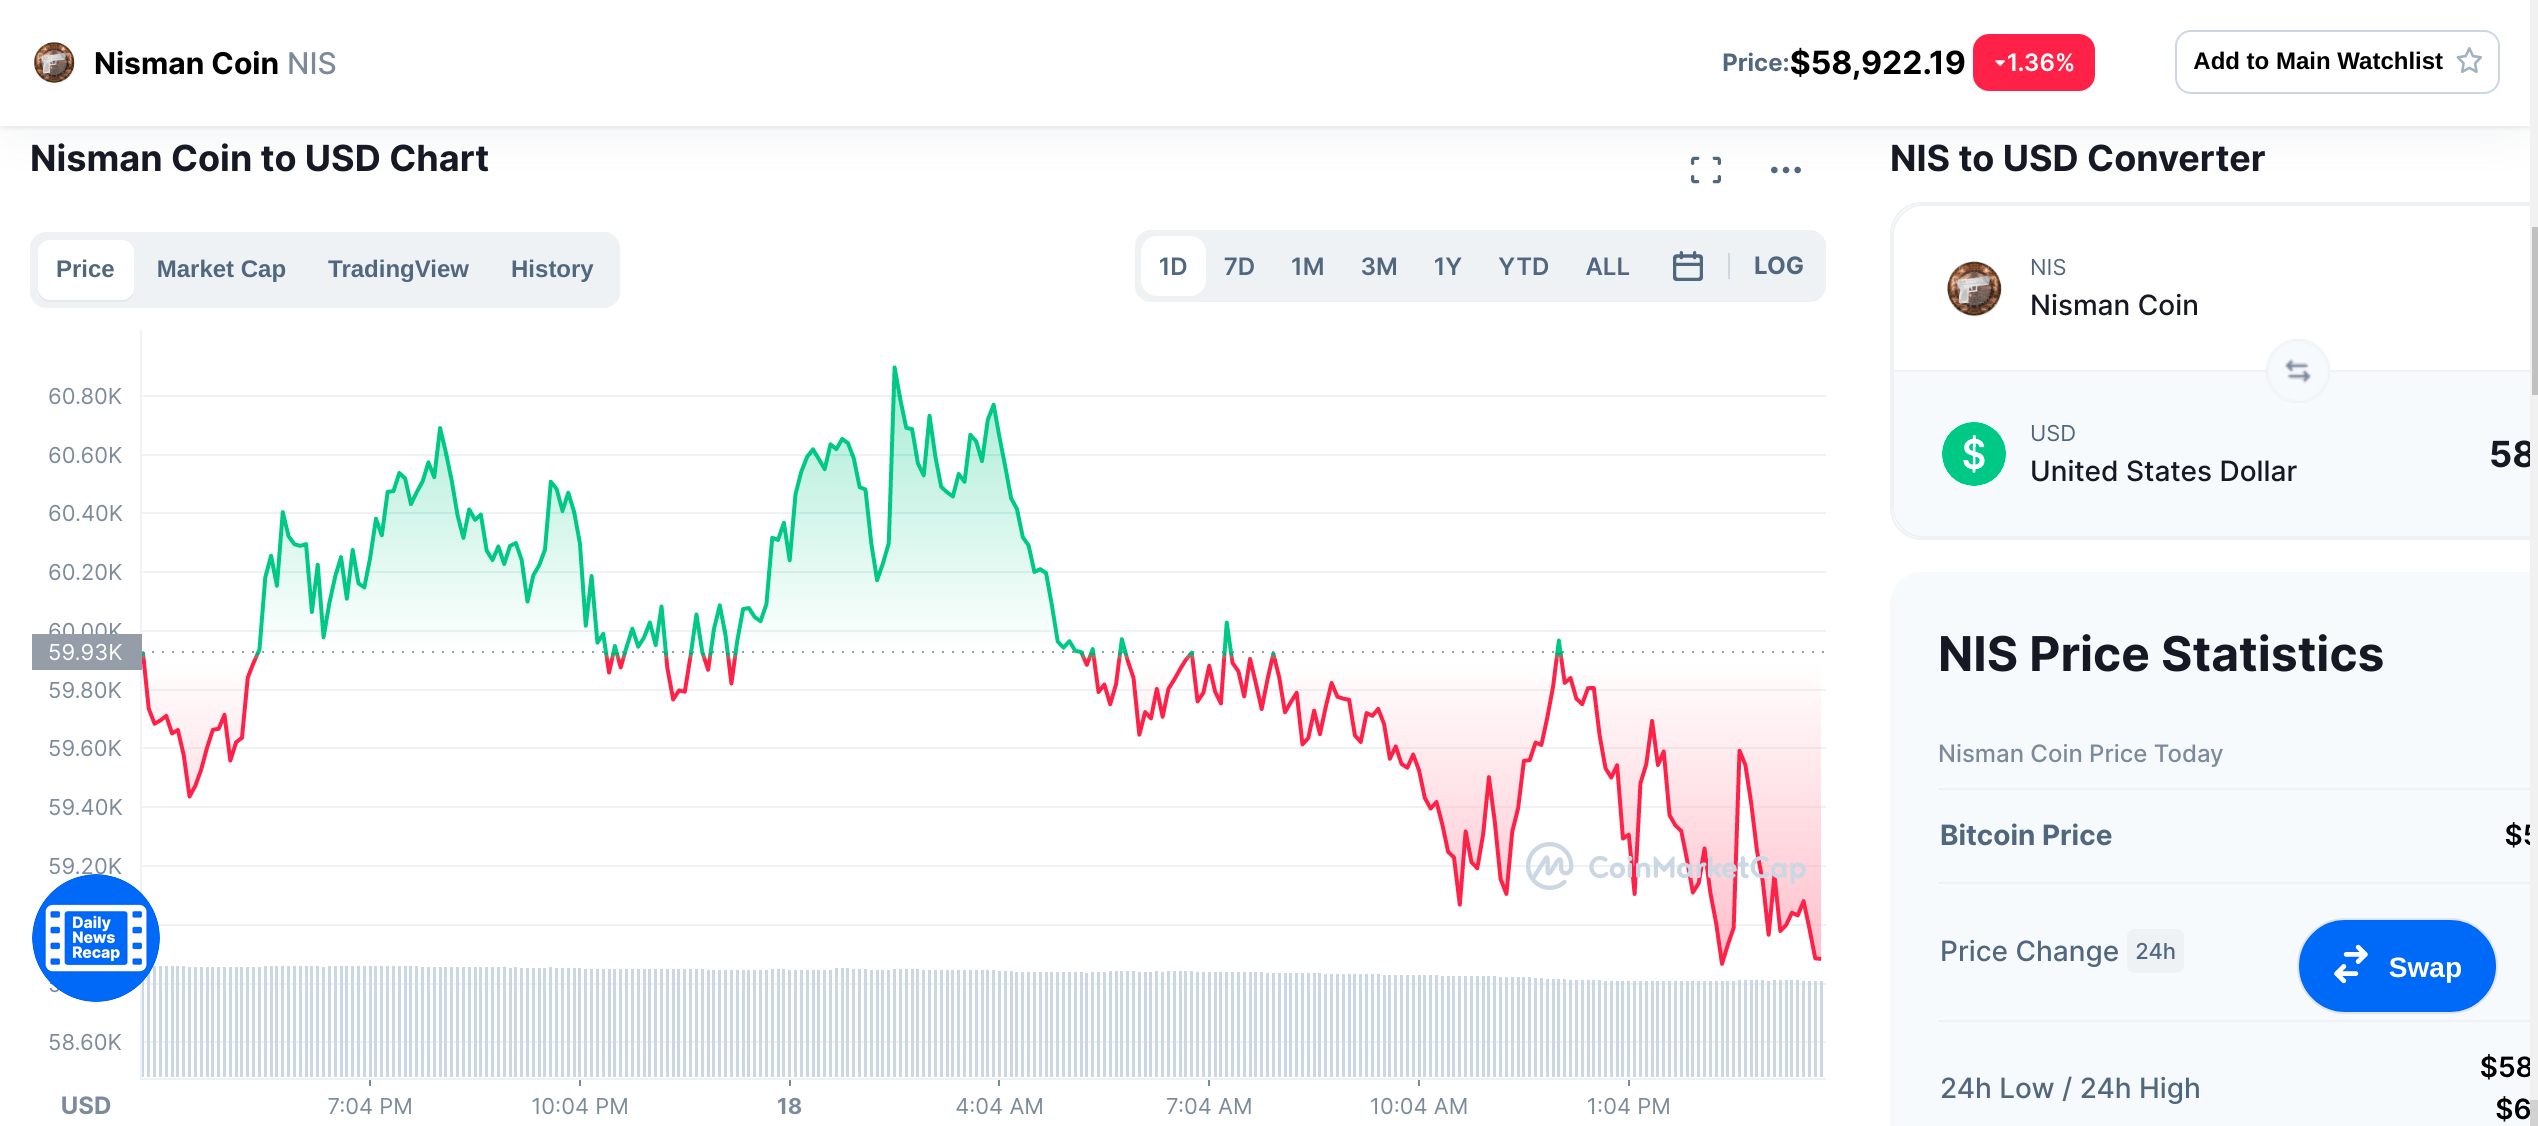 Nisman Coin NIS
Price:$58,922.19 1.36%
Add to Main Watchlist
Nisman Coin to USD Chart
Price Market Cap TradingView History
1D 7D 1M 3M 1Y YTD ALL LOG
60.80K
60.60K
60.40K
60.20K
60.00K
59.93K
59.80K
59.60K
59.40K
59.20K
58.60K
Daily
News
Recap
CoinMarketCap
USD
7:04 PM 10:04 PM 18 4:04 AM 7:04 AM 10:04 AM 1:04 PM
NIS to USD Converter
NIS
Nisman Coin
$
USD
United States Dollar
58
NIS Price Statistics
Nisman Coin Price Today
Bitcoin Price
$5
Price Change 24h
Swap
24h Low / 24h High
$58
$6